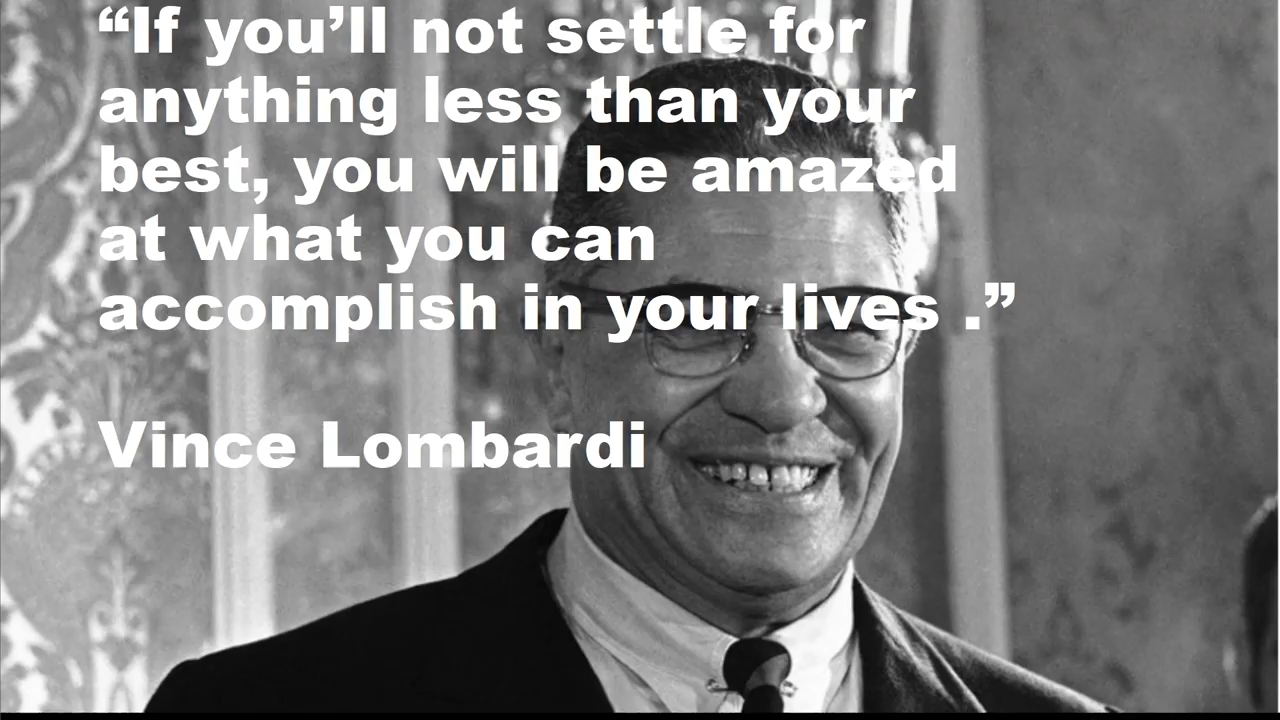 “If you’ll not settle for
anything less than your
best, you will be amazed
at what you can
accomplish in your lives .”
Vince Lombardi